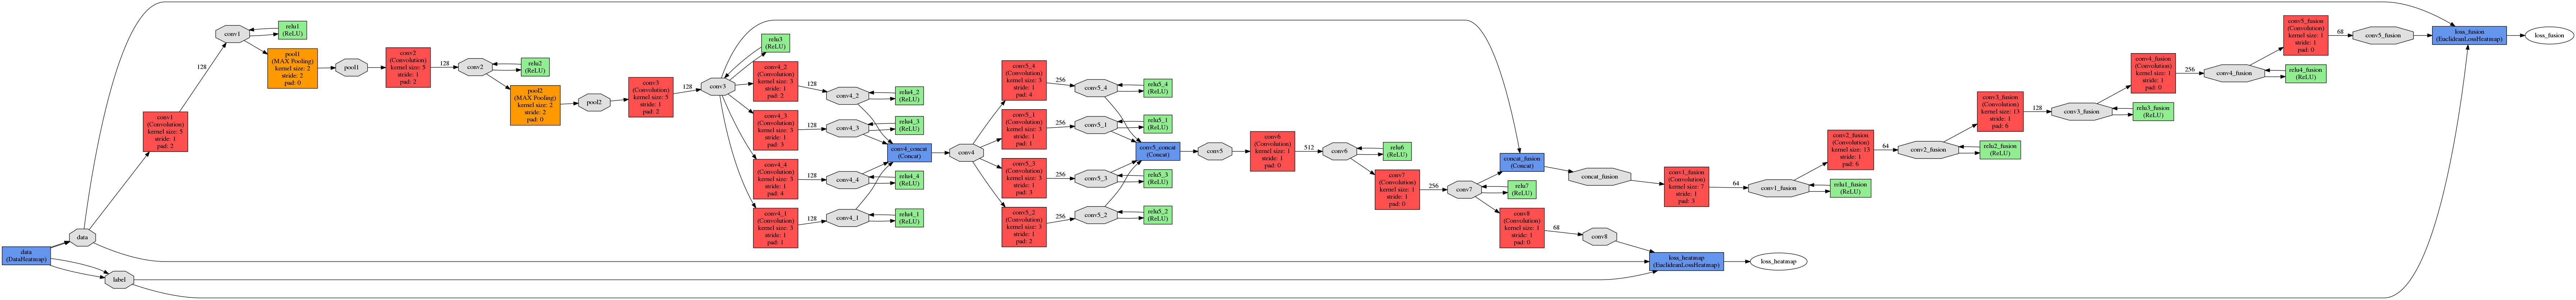 data
(DataHeatmap)
data
label
conv1
(Convolution)
kernel size: 5
stride: 1
pad: 2
128
conv1
relu1
(ReLU)
pool1
(MAX Pooling)
kernel size: 2
stride: 2
pad: 0
pool1
conv2
(Convolution)
kernel size: 5
stride: 1
pad: 2
128
conv2
relu2
(ReLU)
pool2
(MAX Pooling)
kernel size: 2
stride: 2
pad: 0
pool2
conv3
(Convolution)
kernel size: 5
stride: 1
pad: 2
128
conv3
relu3
(ReLU)
conv4_2
(Convolution)
kernel size: 3
stride: 1
pad: 2
128
conv4_2
relu4_2
(ReLU)
conv4_3
(Convolution)
kernel size: 3
stride: 1
pad: 3
128
conv4_3
relu4_3
(ReLU)
conv4_4
(Convolution)
kernel size: 3
stride: 1
pad: 4
128
conv4_4
relu4_4
(ReLU)
conv4_1
(Convolution)
kernel size: 3
stride: 1
pad: 1
128
conv4_1
relu4_1
(ReLU)
conv4_concat
(Concat)
conv4
conv5_4
(Convolution)
kernel size: 3
stride: 1
pad: 4
256
conv5_4
relu5_4
(ReLU)
conv5_1
(Convolution)
kernel size: 3
stride: 1
pad: 1
256
conv5_1
relu5_1
(ReLU)
conv5_3
(Convolution)
kernel size: 3
stride: 1
pad: 3
256
conv5_3
relu5_3
(ReLU)
conv5_2
(Convolution)
kernel size: 3
stride: 1
pad: 2
256
conv5_2
relu5_2
(ReLU)
conv5_concat
(Concat)
conv5
conv6
(Convolution)
kernel size: 1
stride: 1
pad: 0
512
conv6
relu6
(ReLU)
conv7
(Convolution)
kernel size: 1
stride: 1
pad: 0
256
conv7
relu7
(ReLU)
concat_fusion
(Concat)
concat_fusion
conv8
(Convolution)
kernel size: 1
stride: 1
pad: 0
68
conv8
loss_heatmap
(EuclideanLossHeatmap)
loss_heatmap
conv1_fusion
(Convolution)
kernel size: 7
stride: 1
pad: 3
64
conv1_fusion
relu1_fusion
(ReLU)
conv2_fusion
(Convolution)
kernel size: 13
stride: 1
pad: 6
64
conv2_fusion
relu2_fusion
(ReLU)
conv3_fusion
(Convolution)
kernel size: 13
stride: 1
pad: 6
128
conv3_fusion
relu3_fusion
(ReLU)
conv4_fusion
(Convolution)
kernel size: 1
stride: 1
pad: 0
256
conv4_fusion
relu4_fusion
(ReLU)
conv5_fusion
(Convolution)
kernel size: 1
stride: 1
pad: 0
68
conv5_fusion
loss_fusion
(EuclideanLossHeatmap)
loss_fusion